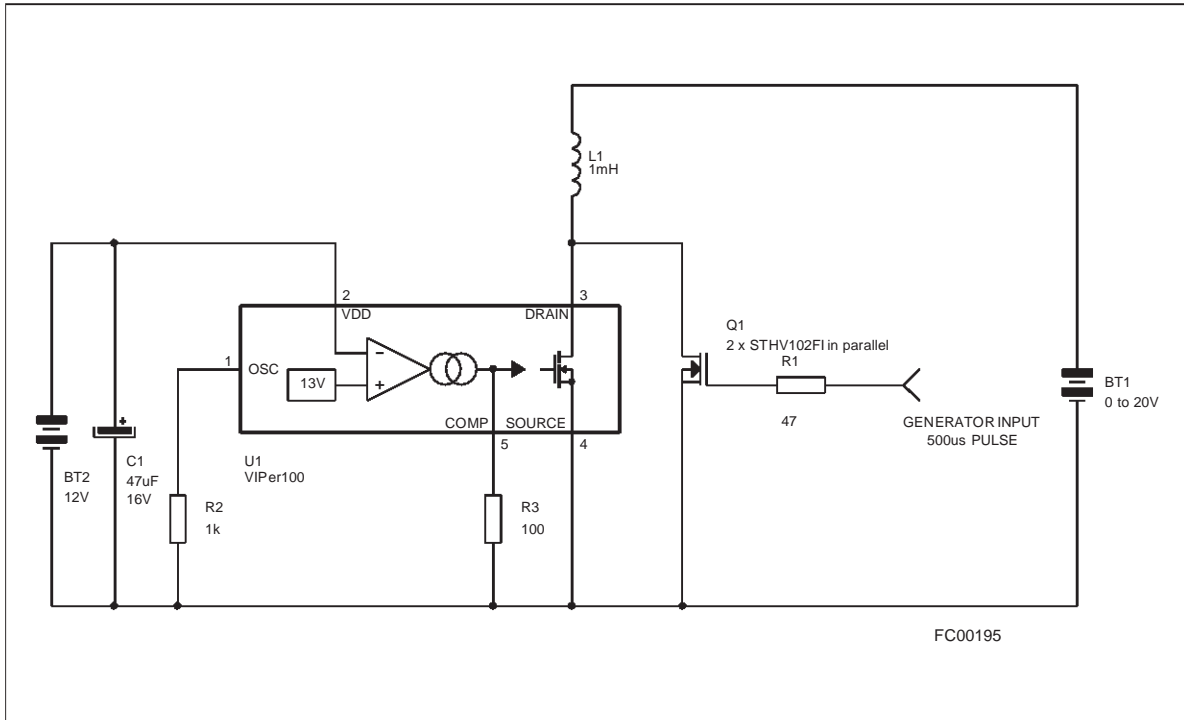 L1
1mH
2
VDD
3
DRAIN
1
OSC
13V
−
+
COMP
SOURCE
5
4
U1
VIPer100
Q1
2 x STHV102FI in parallel
R1
47
GENERATOR INPUT
500us PULSE
BT1
0 to 20V
BT2
12V
+
C1
47uF
16V
R2
1k
R3
100
FC00195